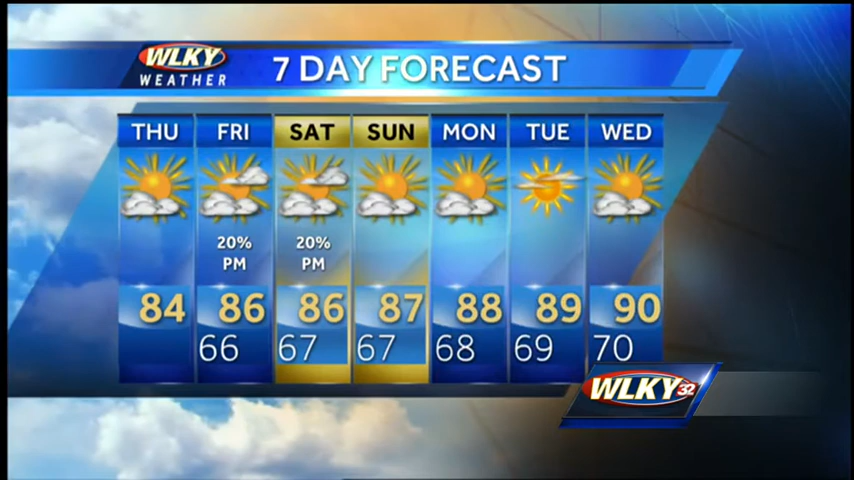 WLKY
WEATHER
7 DAY FORECAST
THU FRI SAT SUN MON TUE WED
20% 20%
PM PM
84 86 86 87 88 89 90
66 67 67 68 69 70
WLKY 32